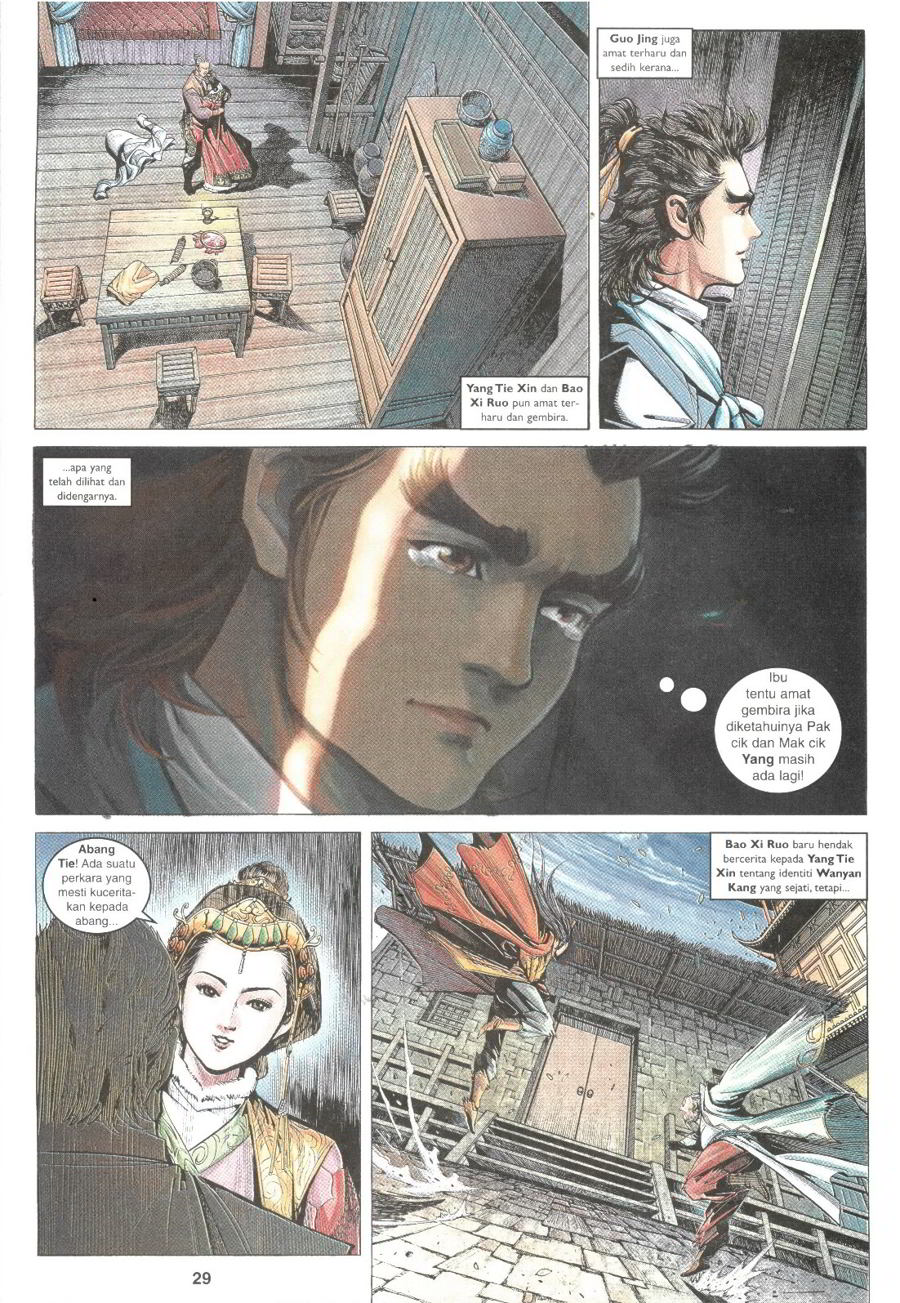 Yang Tie Xin dan Bao
Xi Ruo pun amat ter-
haru dan gembira.
Guo Jing juga
amat terharu dan
sedih kerana...
...apa yang
telah dilihat dan
didengarnya.
Ibu
tentu amat
gembira jika
diketahuinya Pak
cik dan Mak cik
Yang masih
ada lagi!
Abang
Tie! Ada suatu
perkara yang
mesti kucerita-
kan kepada
abang...
Bao Xi Ruo baru hendak
bercerita kepada Yang Tie
Xin tentang identiti Wanyan
Kang yang sejati, tetapi...
29